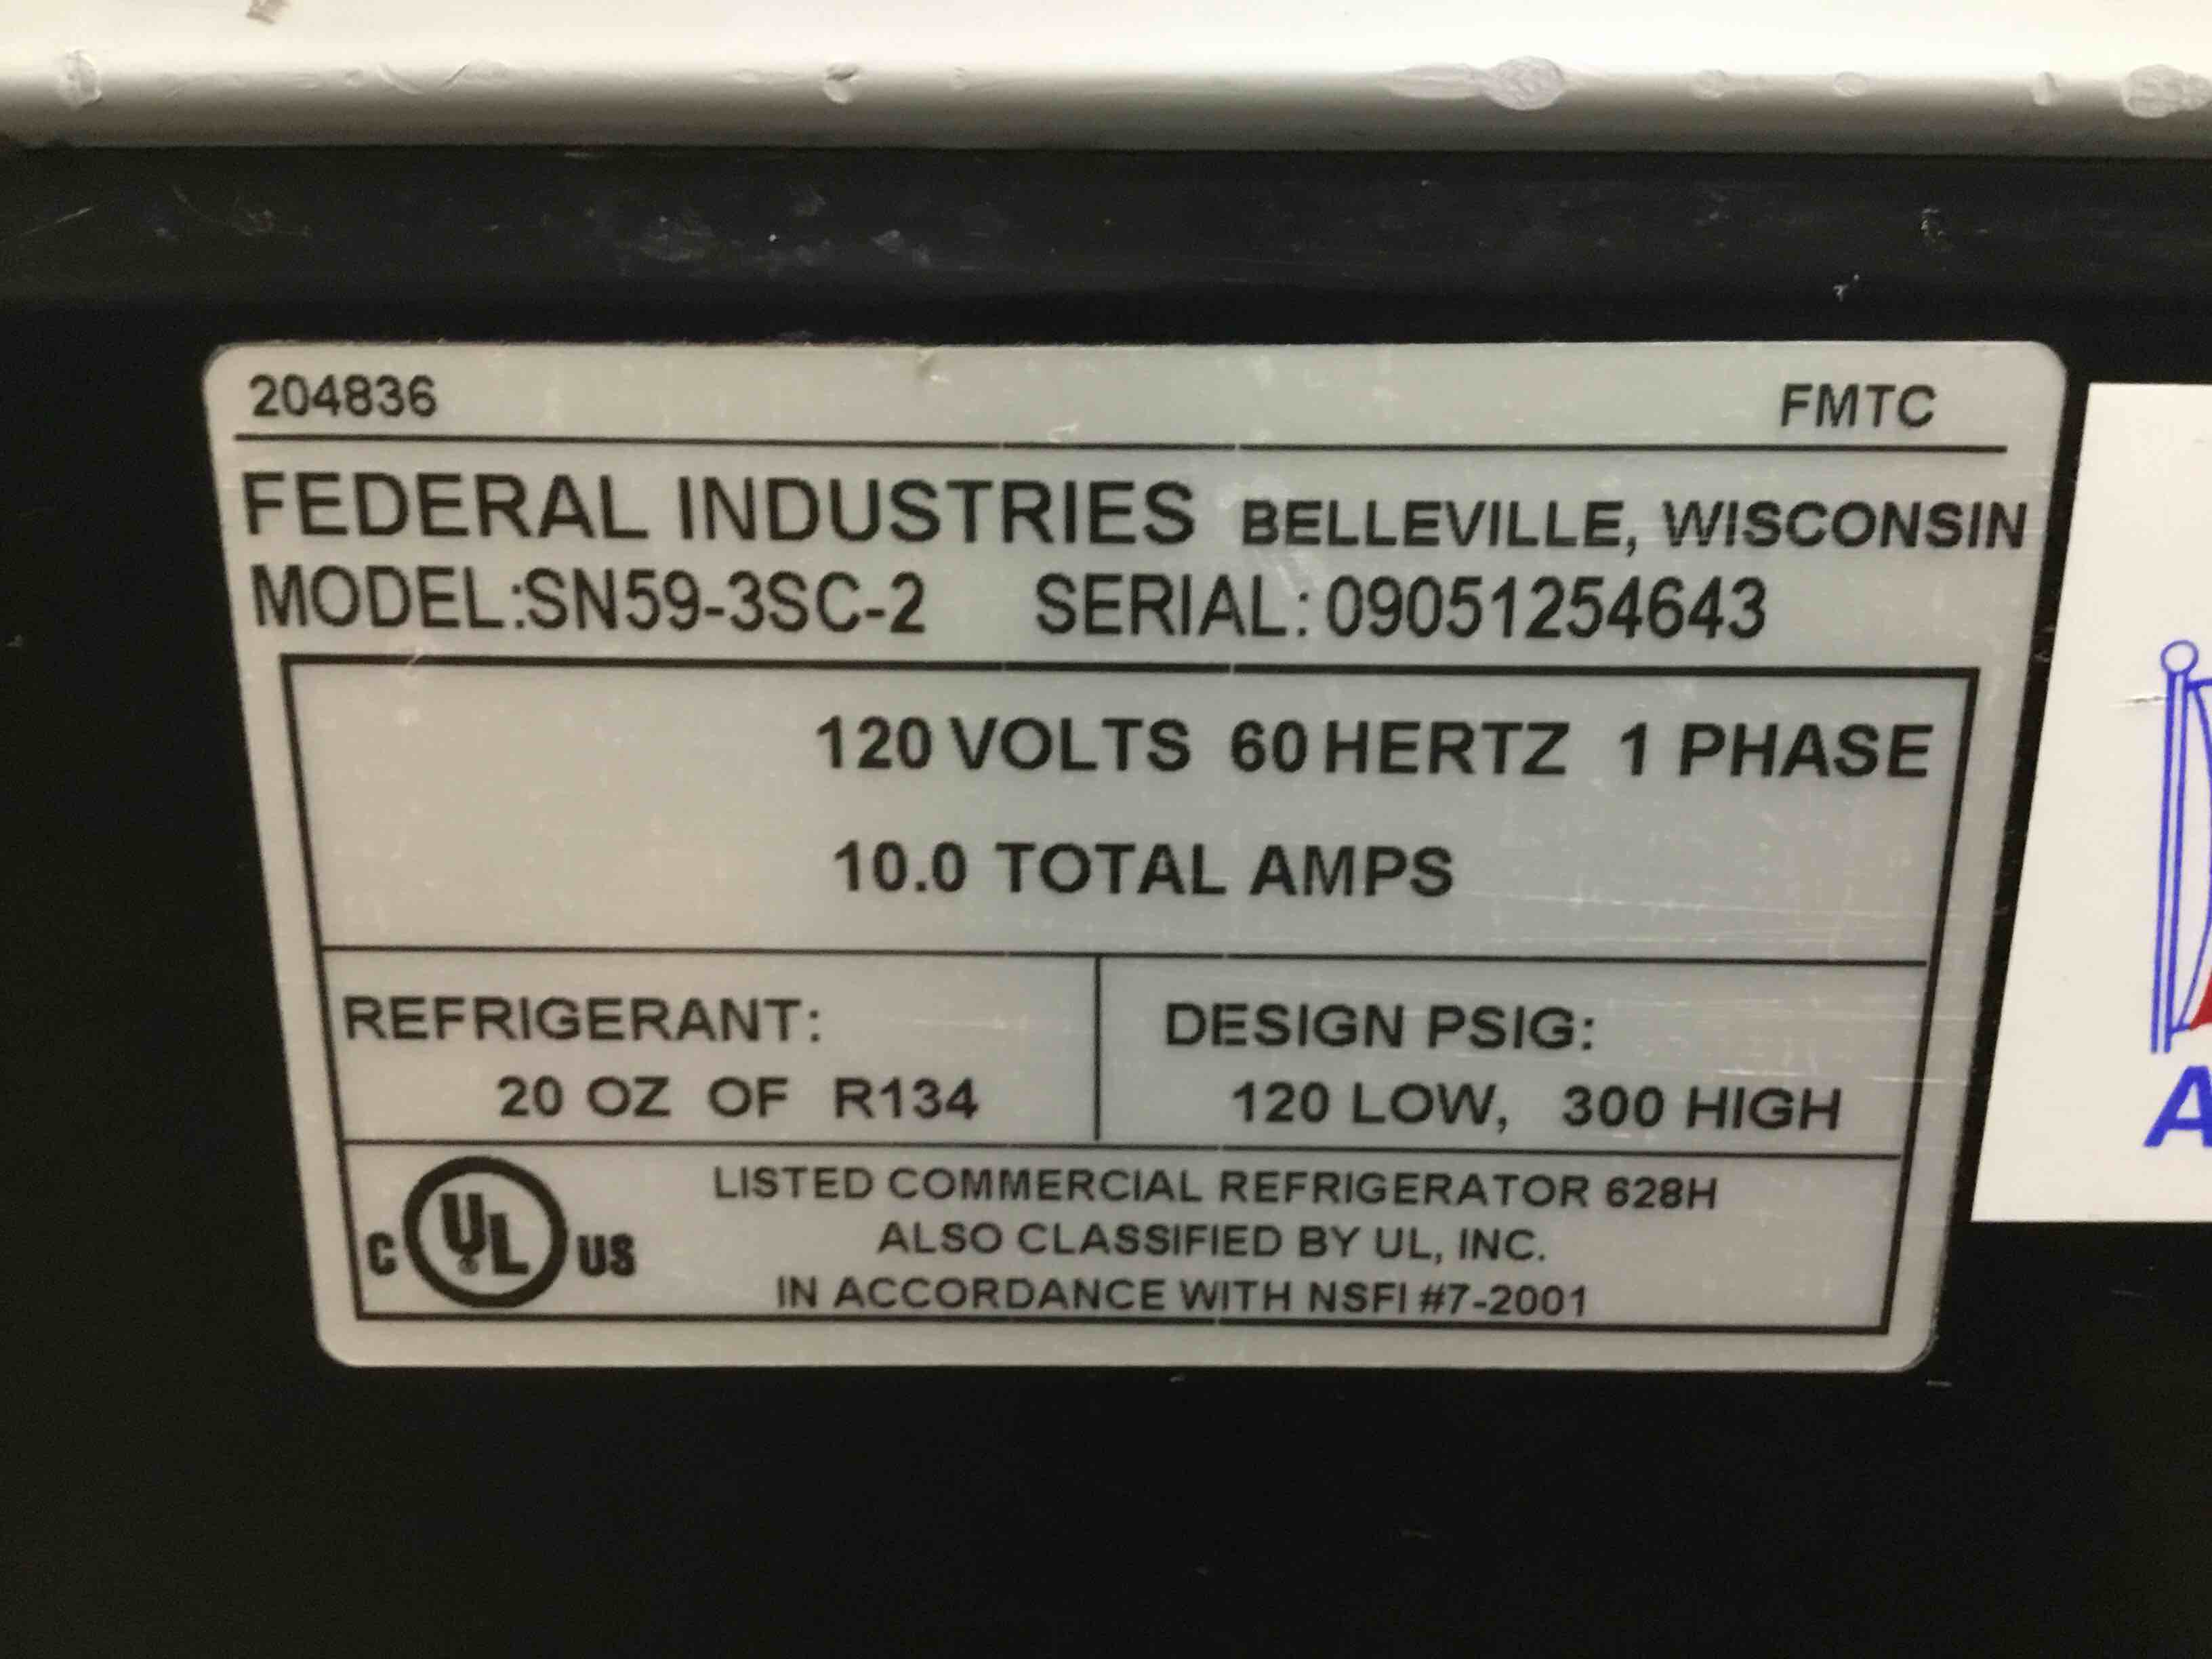 204836 FMTC
FEDERAL INDUSTRIES BELLEVILLE, WISCONSIN
MODEL:SN59-3SC-2 SERIAL:09051254643
120 VOLTS 60 HERTZ 1 PHASE
10.0 TOTAL AMPS
REFRIGERANT:
20 OZ OF R134
DESIGN PSIG:
120 LOW, 300 HIGH
C UL US
LISTED COMMERCIAL REFRIGERATOR 628H
ALSO CLASSIFIED BY UL, INC.
IN ACCORDANCE WITH NSFI #7-2001